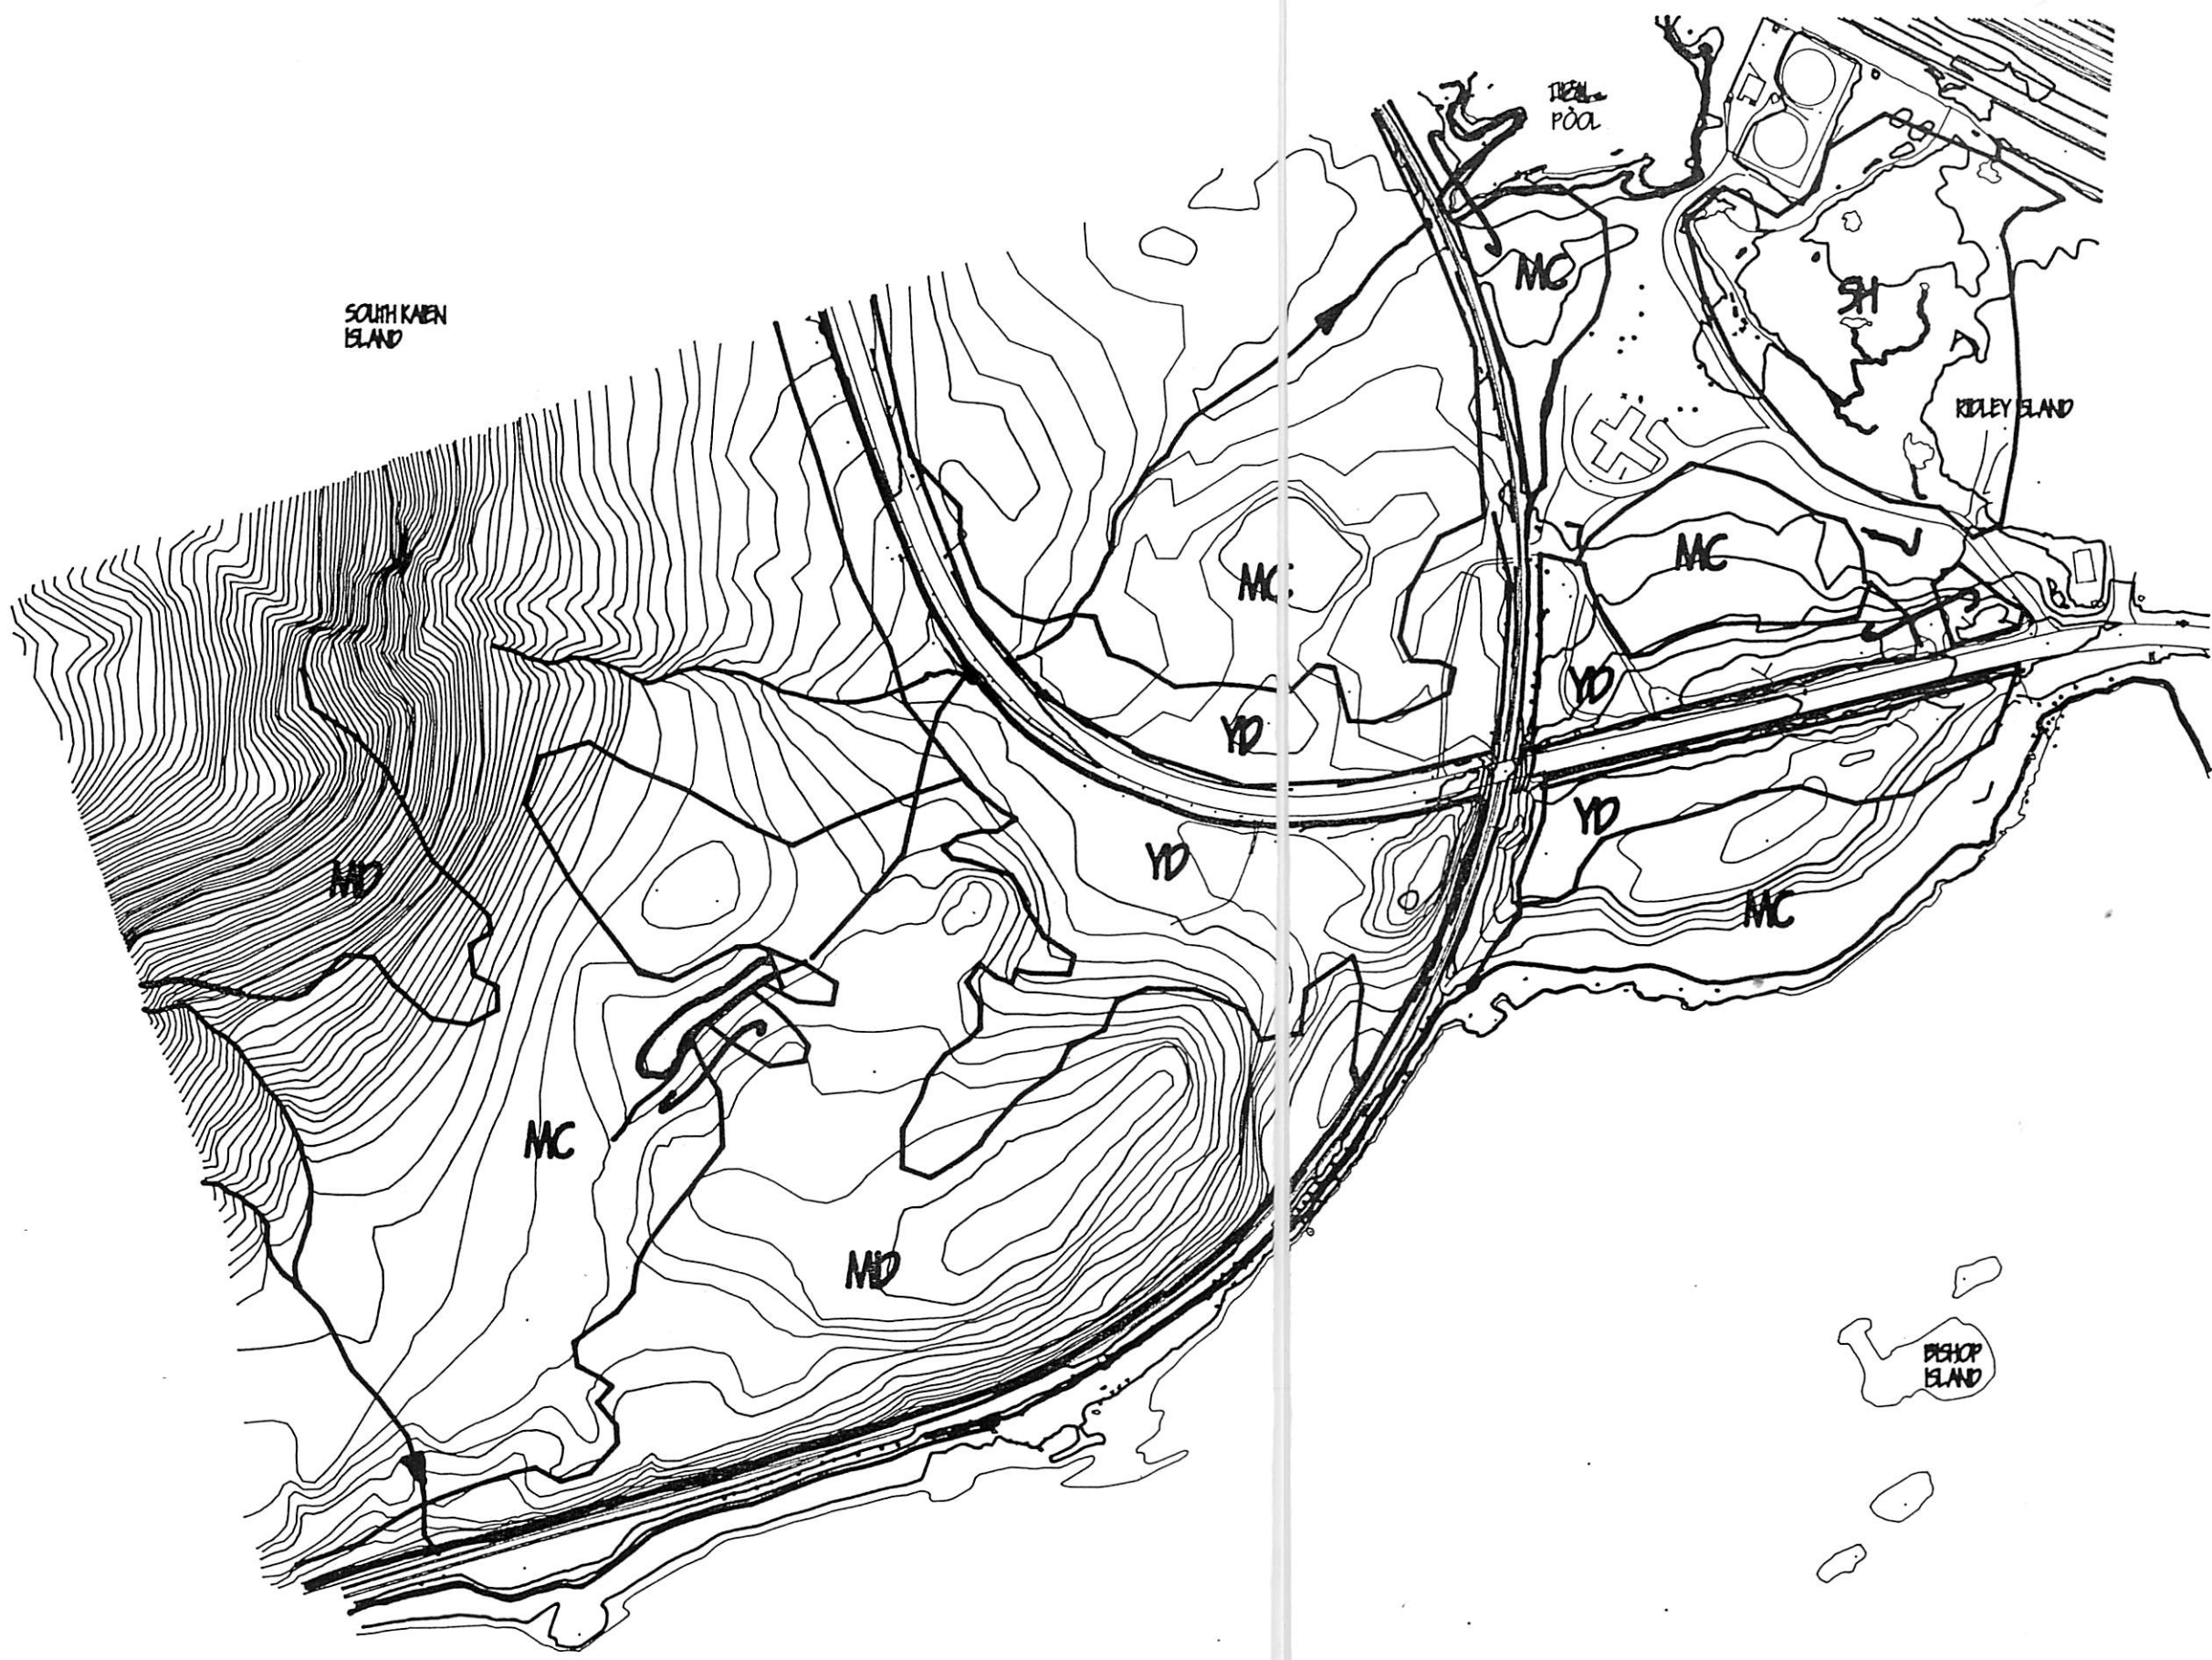 POOL
MC
SH
SOUTH KAIEN
ISLAND
RIDLEY ISLAND
MC
MC
YD
YD
YD
YD
MD
MC
MC
MD
BISHOP
ISLAND